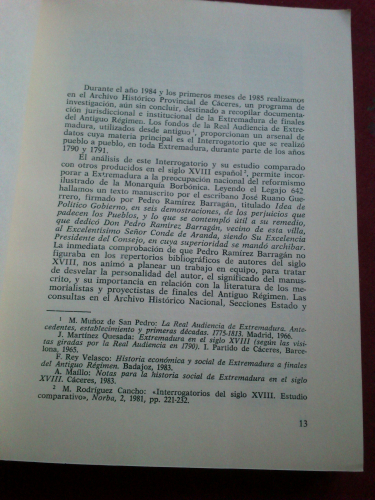 Durante el año 1984 y los primeros meses de 1985 realizamos
en el Archivo Histórico Provincial de Cáceres, un programa de
investigación, aún sin concluir, destinado a recopilar documenta-
ción jurisdiccional e institucional de la Extremadura de finales
del Antiguo Régimen. Los fondos de la Real Audiencia de Extre-
madura, utilizados desde antiguo ¹, proporcionan un arsenal de
datos cuya materia principal es el Interrogatorio que se realizó
pueblo a pueblo, en toda Extremadura, durante parte de los años
1790 y 1791.
El análisis de este Interrogatorio y su estudio comparado
con otros producidos en el siglo XVIII español ², permite incor-
porar a Extremadura a la preocupación nacional del reformismo
ilustrado de la Monarquía Borbónica. Leyendo el Legajo 642
hallamos un texto manuscrito por el escribano José Ruano Gue-
rrero, firmado por Pedro Ramírez Barragán, titulado Idea de
Político Gobierno, en seis demostraciones, de los perjuicios que
padecen los Pueblos, y lo que se contempló útil a su remedio,
que dió Don Pedro Ramírez Barragán, vecino de esta villa,
al Excelentísimo Señor Conde de Aranda, siendo Su Excelencia
Presidente del Consejo, en cuya superioridad se mandó archibar.
La inmediata comprobación de que Pedro Ramírez Barragán no
figuraba en los repertorios bibliográficos de autores del siglo
XVIII, nos animó a planear un trabajo en equipo, para tratar
de desvelar la personalidad del autor, el significado del manus-
crito, y su importancia en relación con la literatura de los me-
morialistas y proyectistas de finales del Antiguo Régimen. Las
consultas en el Archivo Histórico Nacional, Secciones Estado y
¹ M. Muñoz de San Pedro: La Real Audiencia de Extremadura. Ante-
cedentes, establecimiento y primeras décadas. 1775-1813. Madrid, 1966.
J. Martínez Quesada: Extremadura en el siglo XVIII (según las visi-
tas giradas por la Real Audiencia en 1790). I. Partido de Cáceres, Barce-
lona, 1965.
F. Rey Velasco: Historia económica y social de Extremadura a finales
del Antiguo Régimen. Badajoz, 1983.
A. Maillo: Notas para la historia social de Extremadura en el siglo
XVIII. Cáceres, 1983.
² M. Rodríguez Cancho: «Interrogatorios del siglo XVIII. Estudio
comparativo», Norba, 2, 1981, pp. 221-232.
13